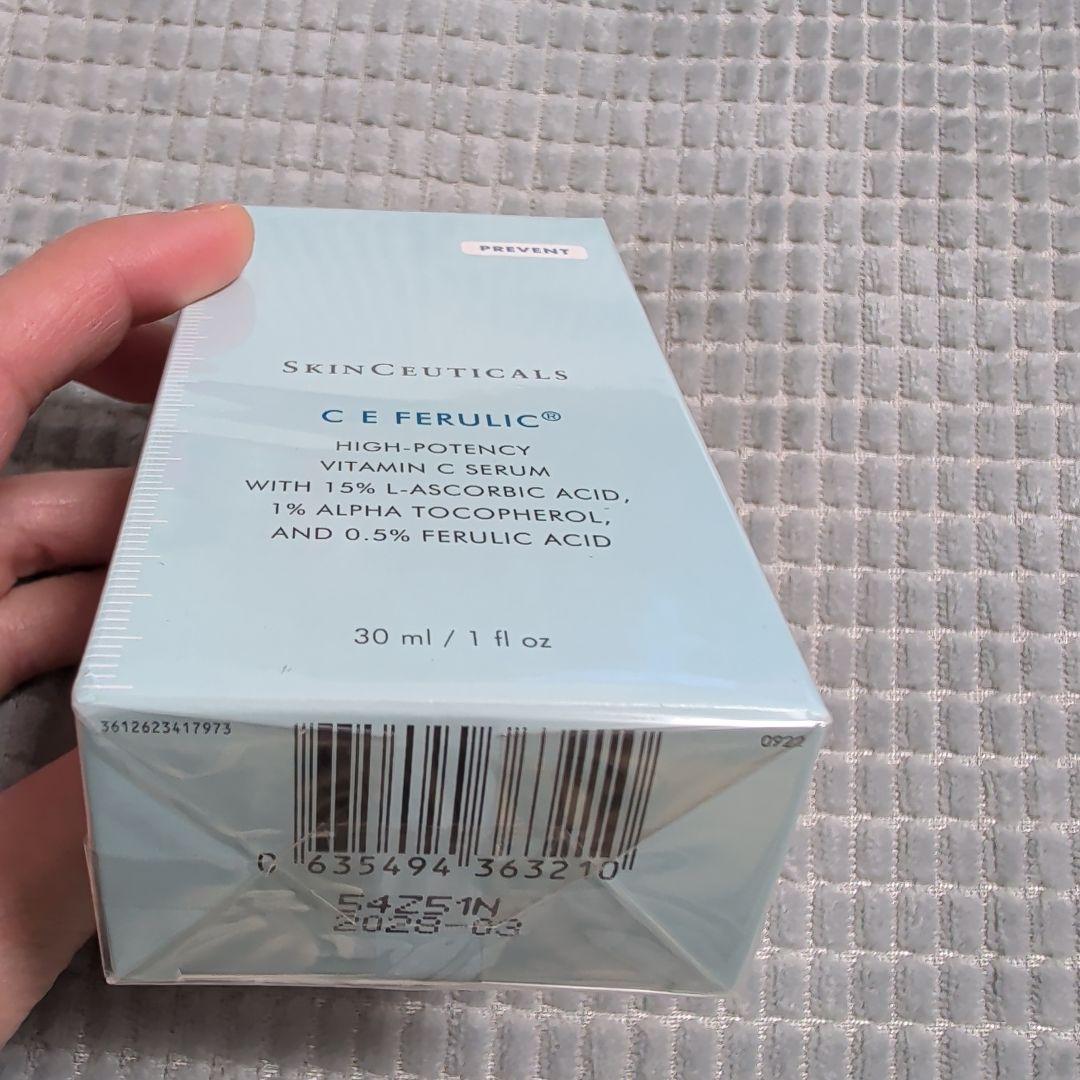 PREVENT
SKINCEUTICALS
C E FERULIC®
HIGH-POTENCY
VITAMIN C SERUM
WITH 15% L-ASCORBIC ACID,
1% ALPHA TOCOPHEROL,
AND 0.5% FERULIC ACID
30 ml / 1 fl oz
3612623417973
0922
0 635494 363210
54Z51N
2028-03